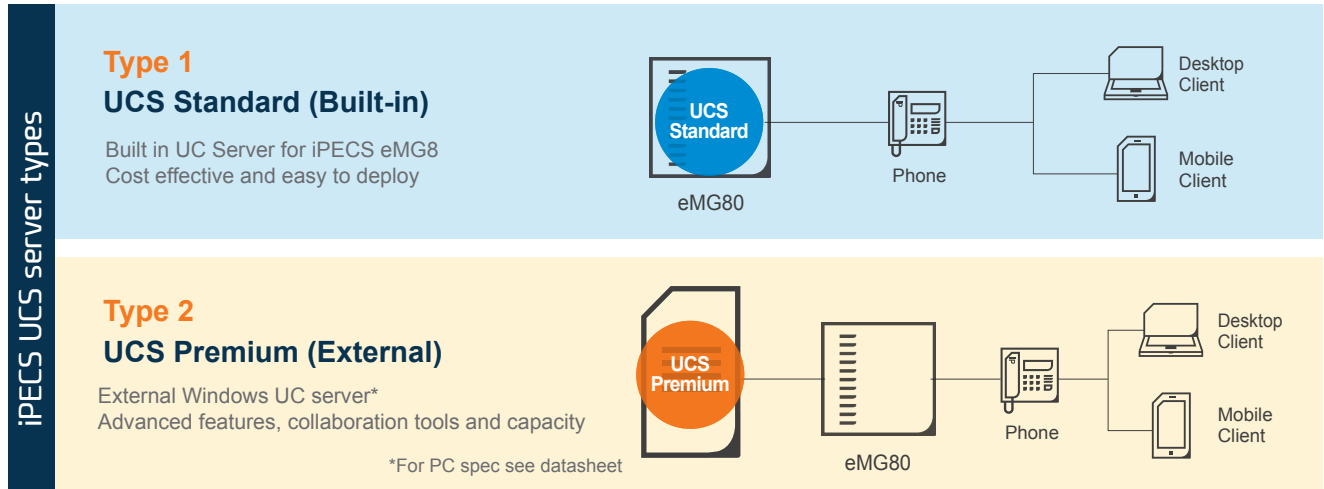 iPECS UCS server types
Type 1
UCS Standard (Built-in)
Built in UC Server for iPECS eMG8
Cost effective and easy to deploy
UCS
Standard
eMG80
Phone
Desktop
Client
Mobile
Client
Type 2
UCS Premium (External)
External Windows UC server*
Advanced features, collaboration tools and capacity
*For PC spec see datasheet
UCS
Premium
eMG80
Phone
Desktop
Client
Mobile
Client